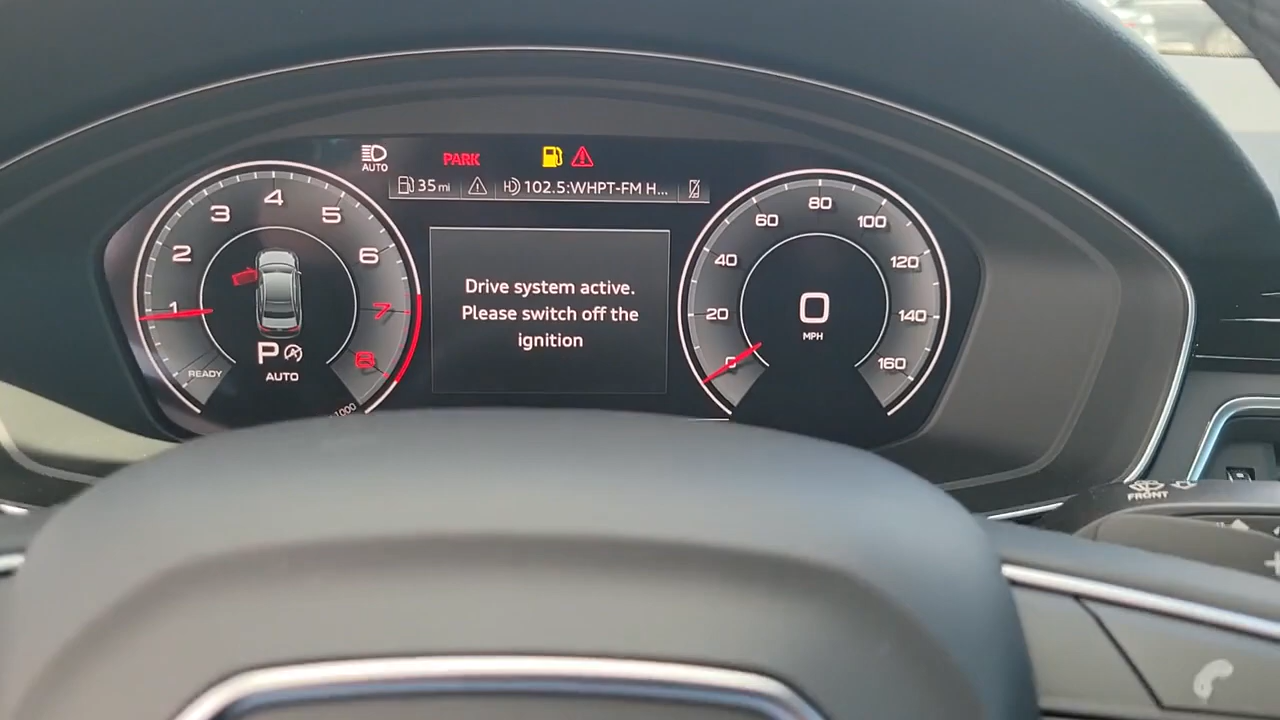 AUTO
PARK
35 mi
102.5:WHPT-FM H...
1
2
3
4
5
6
7
8
READY
P
AUTO
1000
Drive system active.
Please switch off the
ignition
0
20
40
60
80
100
120
140
160
0
MPH
FRONT